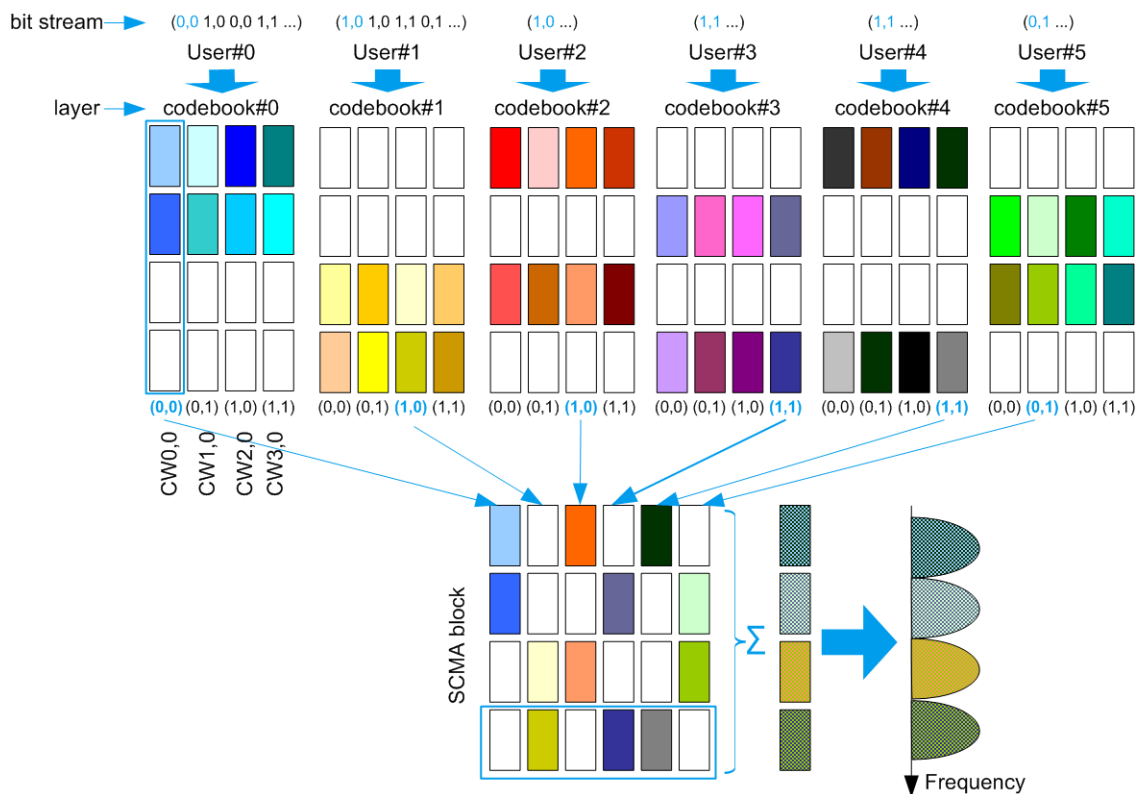 bit stream (0,0 1,0 0,0 1,1 ...) (1,0 1,0 1,1 0,1 ...) (1,0 ...) (1,1 ...) (1,1 ...) (0,1 ...)
User#0 User#1 User#2 User#3 User#4 User#5
layer codebook#0 codebook#1 codebook#2 codebook#3 codebook#4 codebook#5
(0,0) (0,1) (1,0) (1,1) (0,0) (0,1) (1,0) (1,1) (0,0) (0,1) (1,0) (1,1) (0,0) (0,1) (1,0) (1,1) (0,0) (0,1) (1,0) (1,1) (0,0) (0,1) (1,0) (1,1)
CW0,0
CW1,0
CW2,0
CW3,0
SCMA block
Σ
Frequency